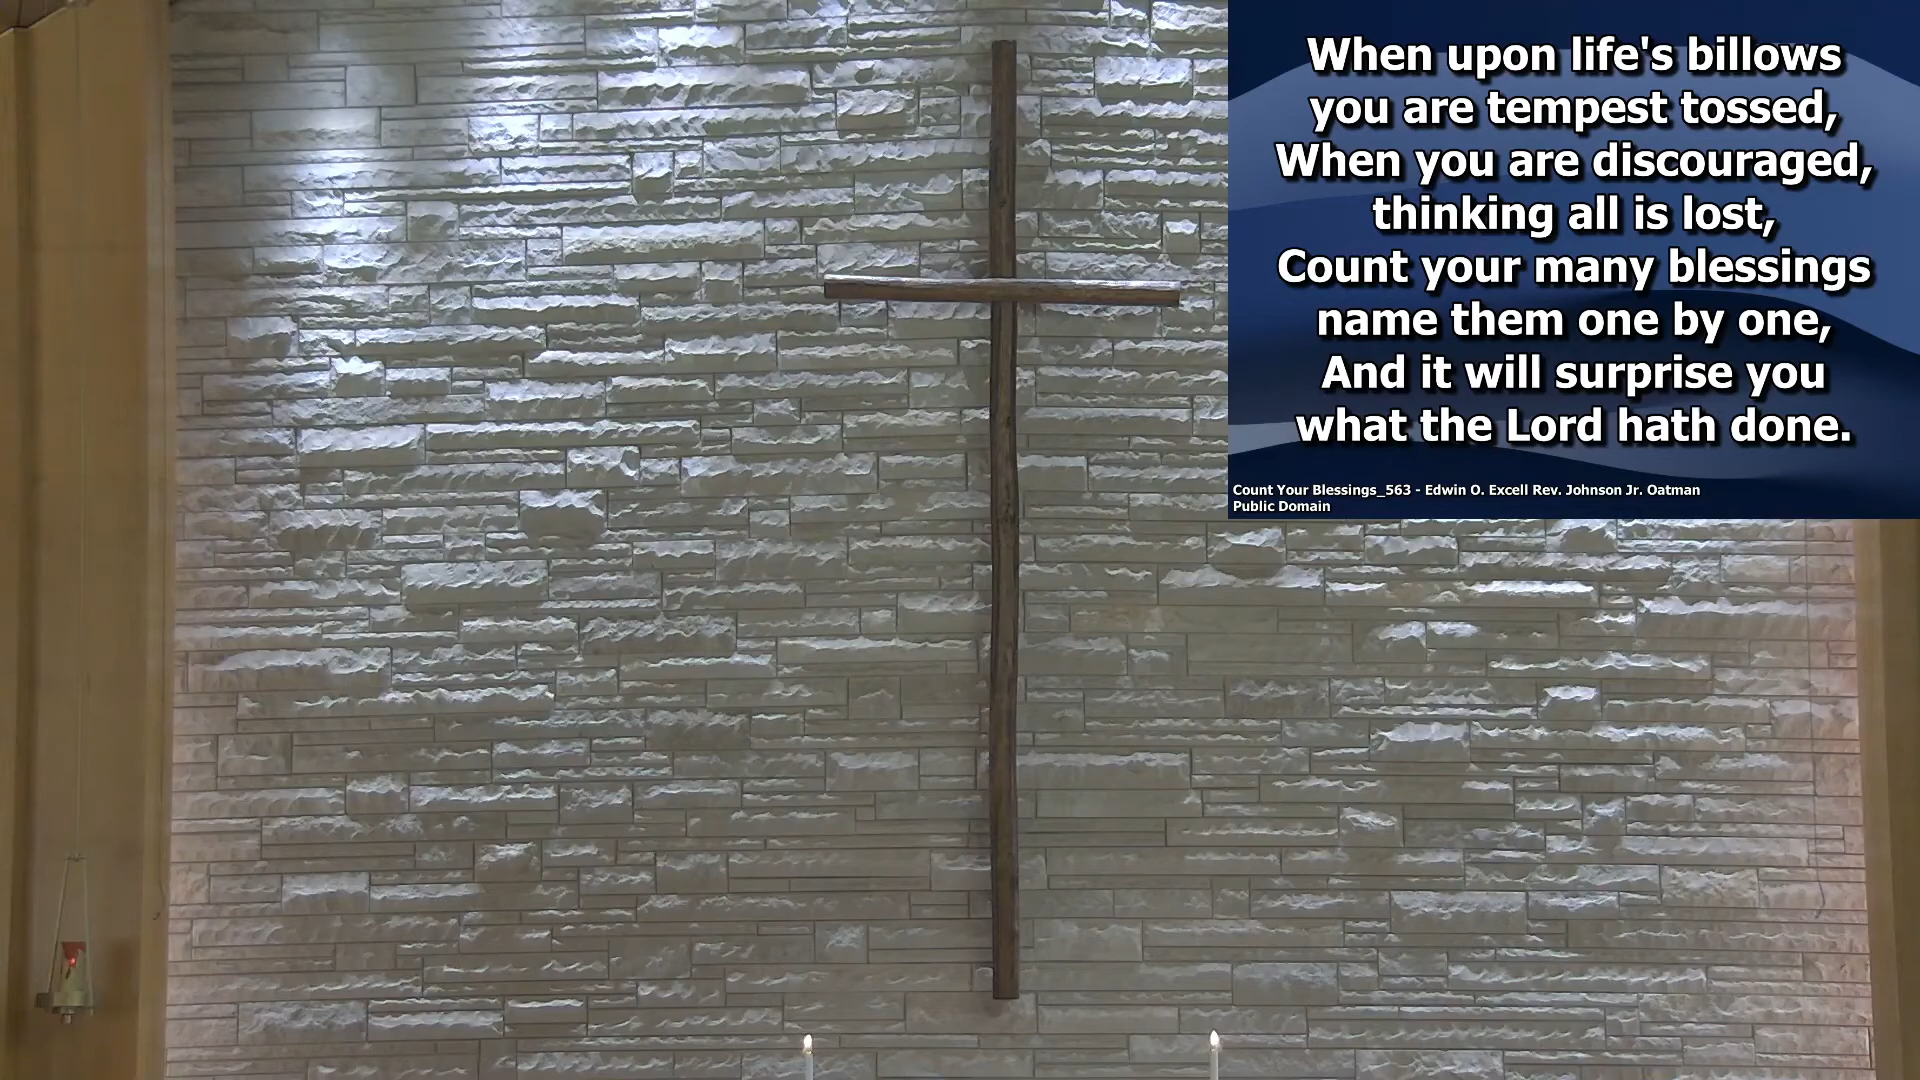 When upon life's billows
you are tempest tossed,
When you are discouraged,
thinking all is lost,
Count your many blessings
name them one by one,
And it will surprise you
what the Lord hath done.
Count Your Blessings_563 - Edwin O. Excell Rev. Johnson Jr. Oatman
Public Domain